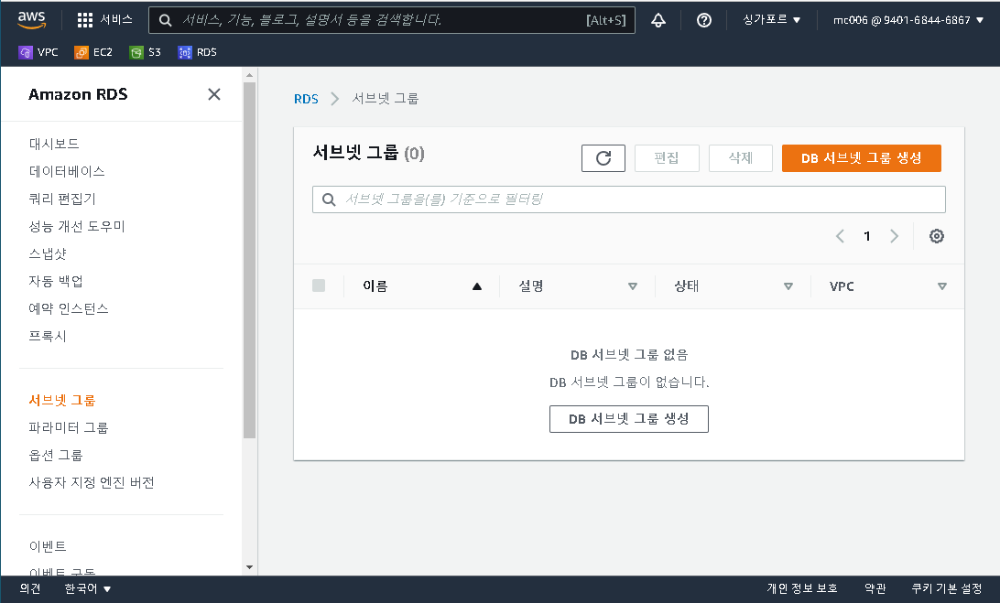 aws 서비스 서비스, 기능, 블로그, 설명서 등을 검색합니다. [Alt+S] 싱가포르 ▼ mc006 @ 9401-6844-6867 ▼
VPC EC2 S3 RDS
Amazon RDS
대시보드
데이터베이스
쿼리 편집기
성능 개선 도우미
스냅샷
자동 백업
예약 인스턴스
프록시
서브넷 그룹
파라미터 그룹
옵션 그룹
사용자 지정 엔진 버전
이벤트
이벤트 구독
RDS > 서브넷 그룹
서브넷 그룹 (0)
편집 삭제 DB 서브넷 그룹 생성
서브넷 그룹을(를) 기준으로 필터링
1
이름 설명 상태 VPC
DB 서브넷 그룹 없음
DB 서브넷 그룹이 없습니다.
DB 서브넷 그룹 생성
의견 한국어 ▼ 개인 정보 보호 약관 쿠키 기본 설정